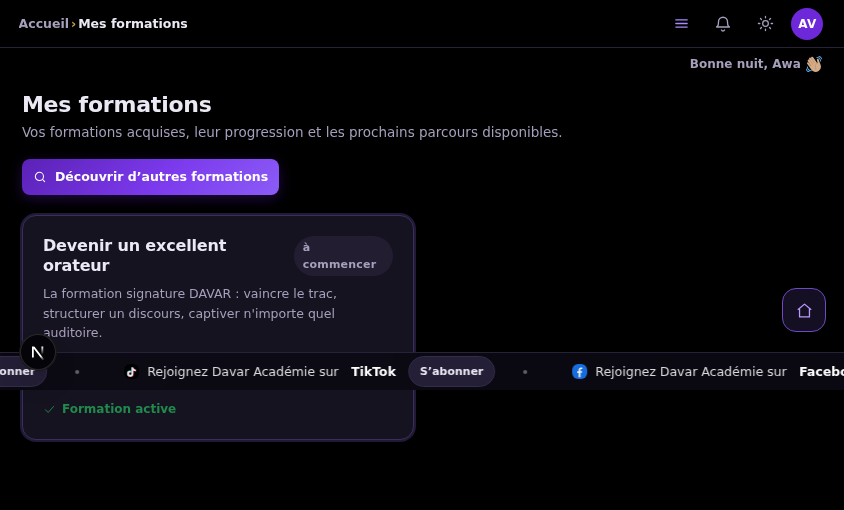 Accueil › Mes formations
AV
Bonne nuit, Awa 👋🏽
Mes formations
Vos formations acquises, leur progression et les prochains parcours disponibles.
Découvrir d’autres formations
Devenir un excellent
orateur
à
commencer
La formation signature DAVAR : vaincre le trac,
structurer un discours, captiver n'importe quel
auditoire.
N
onner • Rejoignez Davar Académie sur TikTok S’abonner • Rejoignez Davar Académie sur Facebo
Formation active